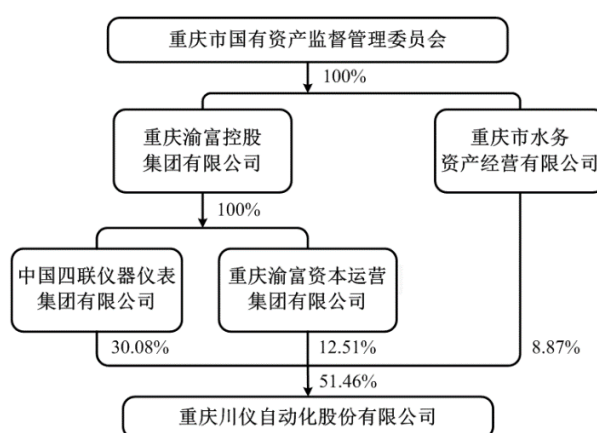 重庆市国有资产监督管理委员会
100%
重庆渝富控股
集团有限公司
重庆市水务
资产经营有限公司
100%
中国四联仪器仪表
集团有限公司
重庆渝富资本运营
集团有限公司
30.08%
12.51%
8.87%
51.46%
重庆川仪自动化股份有限公司